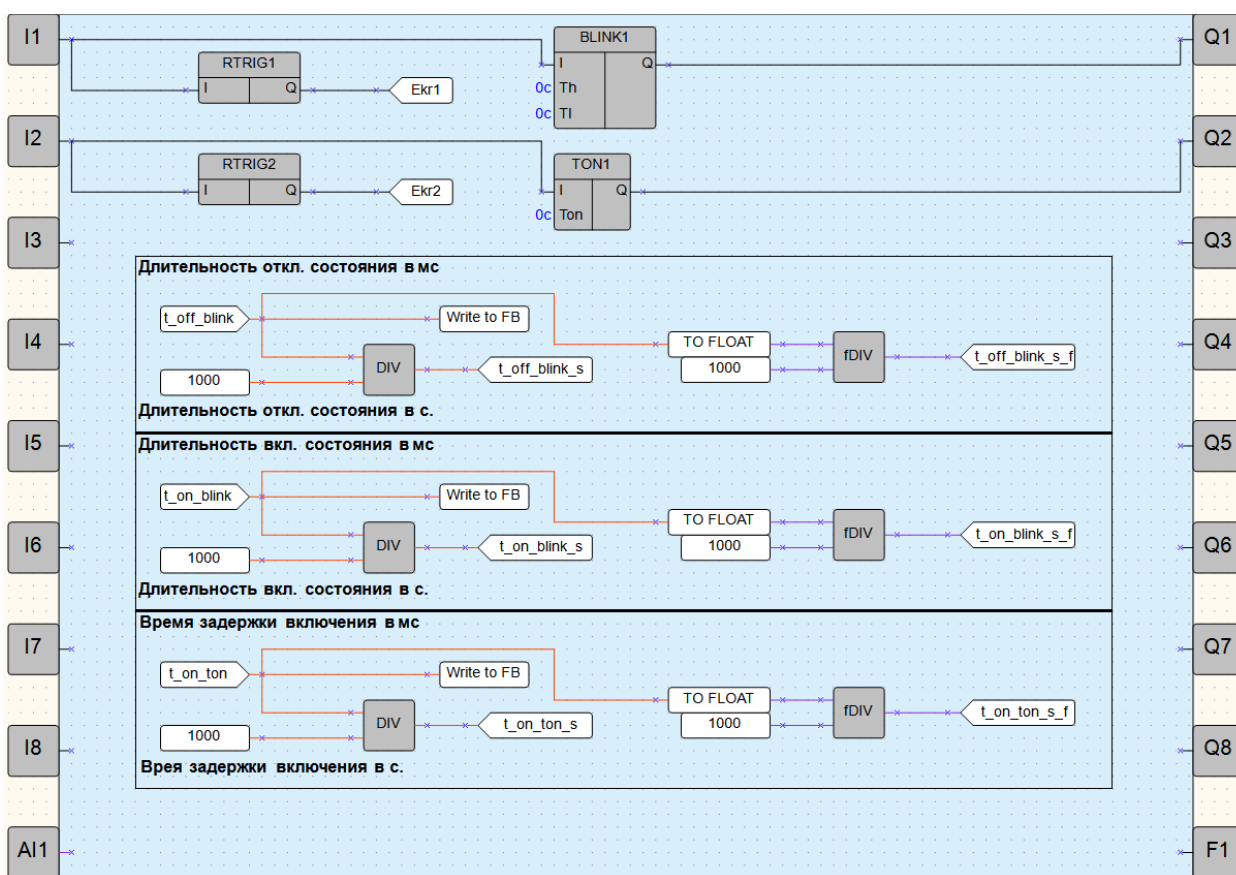 I1
BLINK1
Q1
RTRIG1
I Q
I Q
Ekr1
0c Th
0c Tl
I2
Q2
RTRIG2
TON1
I Q
I Q
Ekr2
0c Ton
I3
Q3
Длительность откл. состояния в мс
t_off_blink
Write to FB
I4
TO FLOAT
Q4
DIV
fDIV
t_off_blink_s
1000
t_off_blink_s_f
1000
Длительность откл. состояния в с.
I5
Длительность вкл. состояния в мс
Q5
t_on_blink
Write to FB
TO FLOAT
I6
DIV
t_on_blink_s
1000
fDIV
t_on_blink_s_f
Q6
1000
Длительность вкл. состояния в с.
Время задержки включения в мс
I7
Q7
t_on_ton
Write to FB
TO FLOAT
DIV
t_on_ton_s
1000
fDIV
t_on_ton_s_f
1000
I8
Q8
Врея задержки включения в с.
AI1
F1